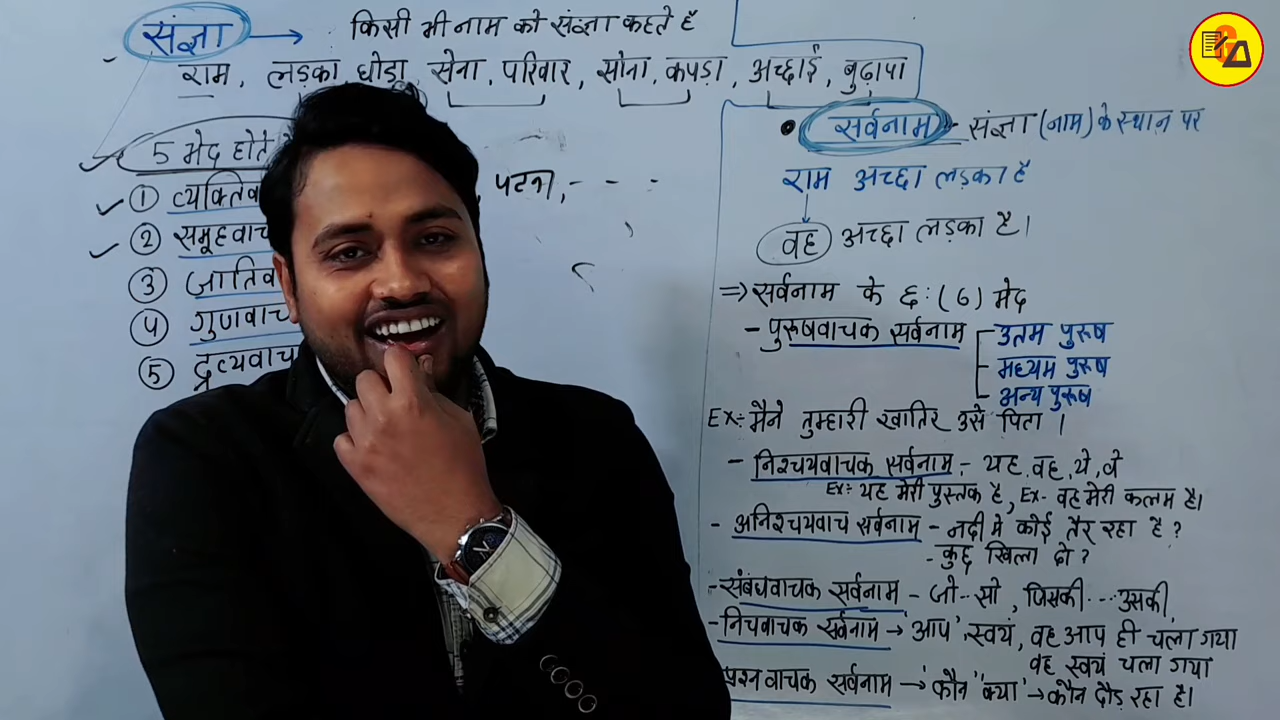 संज्ञा → किसी भी नाम को संज्ञा कहते हैं
राम, लड़का, घोड़ा, सेना, परिवार, सोना, कपड़ा, अच्छाई, बुढ़ापा
5 भेद होते
① व्यक्तिव
पटना, - - -
② समूहवाच
③ जातिव
④ गुणवाच
⑤ द्रव्यवाच
• सर्वनाम - संज्ञा (नाम) के स्थान पर
राम अच्छा लड़का है
वह अच्छा लड़का है।
⇒ सर्वनाम के छः (6) भेद
- पुरूषवाचक सर्वनाम
उतम पुरूष
मध्यम पुरूष
अन्य पुरूष
Ex:- मैने तुम्हारी खातिर उसे पिता ।
- निश्चयवाचक सर्वनाम - यह, वह, ये, वे
Ex:- यह मेरी पुस्तक है, Ex- वह मेरी कलम है।
- अनिश्चयवाच सर्वनाम - नदी मे कोई तैर रहा है ?
- कुछ खिला दो ?
- संबंधवाचक सर्वनाम - जो - सो , जिसकी - - - उसकी
- निचवाचक सर्वनाम → 'आप', स्वयं, वह आप ही चला गया
वह स्वयं चला गया
प्रश्नवाचक सर्वनाम → 'कौन' 'क्या' → कौन दौड़ रहा है।